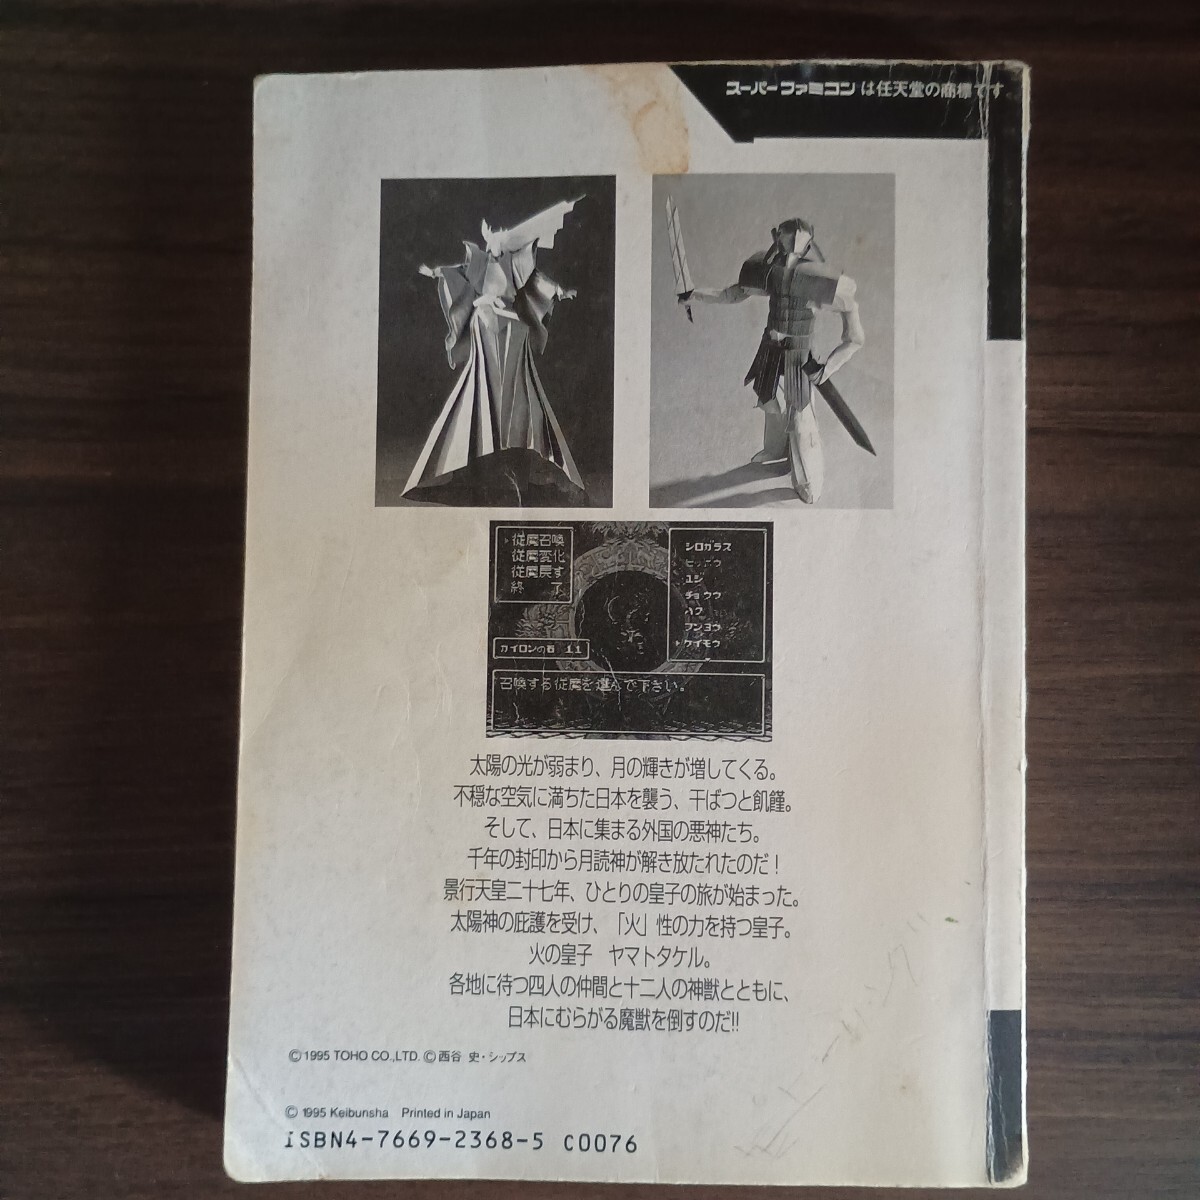 スーパーファミコンは任天堂の商標です。
従魔召喚
従魔変化
従魔戻す
終 了
シロガラス
ユジ
チョウウ
ハク
フンヨウ
ケイモウ
カイロンの石 11
召喚する従魔を選んで下さい。
太陽の光が弱まり、月の輝きが増してくる。
不穏な空気に満ちた日本を襲う、干ばつと飢饉。
そして、日本に集まる外国の悪神たち。
千年の封印から月読神が解き放たれたのだ!
景行天皇二十七年、ひとりの皇子の旅が始まった。
太陽神の庇護を受け、「火」性の力を持つ皇子。
火の皇子 ヤマトタケル。
各地に待つ四人の仲間と十二人の神獣とともに、
日本にむらがる魔獣を倒すのだ!!
©1995 TOHO CO.,LTD. ©西谷 史・シップス
© 1995 Keibunsha Printed in Japan
ISBN4-7669-2368-5 C0076